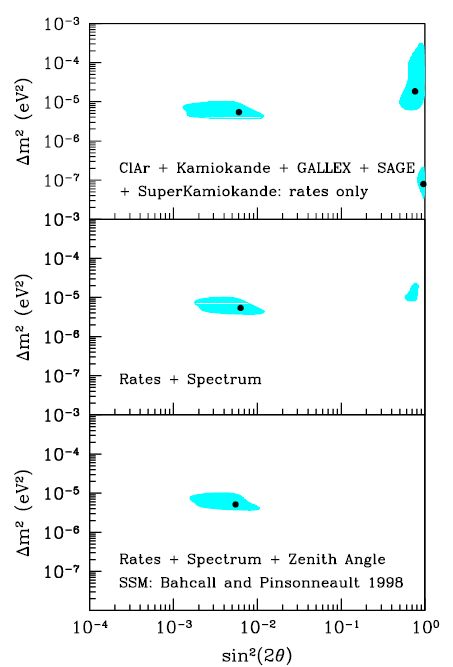 10⁻³
10⁻⁴
10⁻⁵
10⁻⁶
10⁻⁷
Δm² (eV²)
ClAr + Kamiokande + GALLEX + SAGE
+ SuperKamiokande: rates only
10⁻³
10⁻⁴
10⁻⁵
10⁻⁶
10⁻⁷
Δm² (eV²)
Rates + Spectrum
10⁻³
10⁻⁴
10⁻⁵
10⁻⁶
10⁻⁷
Δm² (eV²)
Rates + Spectrum + Zenith Angle
SSM: Bahcall and Pinsonneault 1998
10⁻⁴ 10⁻³ 10⁻² 10⁻¹ 10⁰
sin²(2θ)